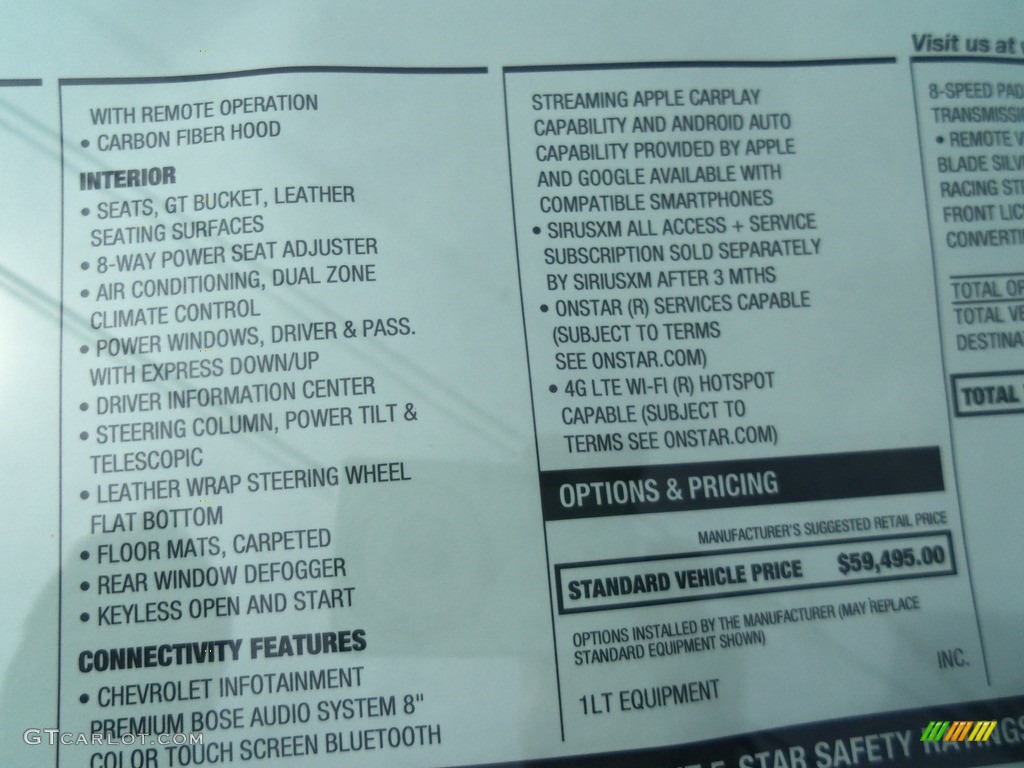 WITH REMOTE OPERATION
• CARBON FIBER HOOD
INTERIOR
• SEATS, GT BUCKET, LEATHER
SEATING SURFACES
• 8-WAY POWER SEAT ADJUSTER
• AIR CONDITIONING, DUAL ZONE
CLIMATE CONTROL
• POWER WINDOWS, DRIVER & PASS.
WITH EXPRESS DOWN/UP
• DRIVER INFORMATION CENTER
• STEERING COLUMN, POWER TILT &
TELESCOPIC
• LEATHER WRAP STEERING WHEEL
FLAT BOTTOM
• FLOOR MATS, CARPETED
• REAR WINDOW DEFOGGER
• KEYLESS OPEN AND START
CONNECTIVITY FEATURES
• CHEVROLET INFOTAINMENT
PREMIUM BOSE AUDIO SYSTEM 8"
COLOR TOUCH SCREEN BLUETOOTH
STREAMING APPLE CARPLAY
CAPABILITY AND ANDROID AUTO
CAPABILITY PROVIDED BY APPLE
AND GOOGLE AVAILABLE WITH
COMPATIBLE SMARTPHONES
• SIRUSXM ALL ACCESS + SERVICE
SUBSCRIPTION SOLD SEPARATELY
BY SIRIUSXM AFTER 3 MTHS
• ONSTAR (R) SERVICES CAPABLE
(SUBJECT TO TERMS
SEE ONSTAR.COM)
• 4G LTE WI-FI (R) HOTSPOT
CAPABLE (SUBJECT TO
TERMS SEE ONSTAR.COM)
OPTIONS & PRICING
MANUFACTURER'S SUGGESTED RETAIL PRICE
STANDARD VEHICLE PRICE $59,495.00
OPTIONS INSTALLED BY THE MANUFACTURER (MAY REPLACE
STANDARD EQUIPMENT SHOWN)
INC.
1LT EQUIPMENT
5-STAR SAFETY RATINGS
Visit us at
8-SPEED
• REMOTE
BLADE
RACING
FRONT
TOTAL
TOTAL
TOTAL
GTCARLOT.COM